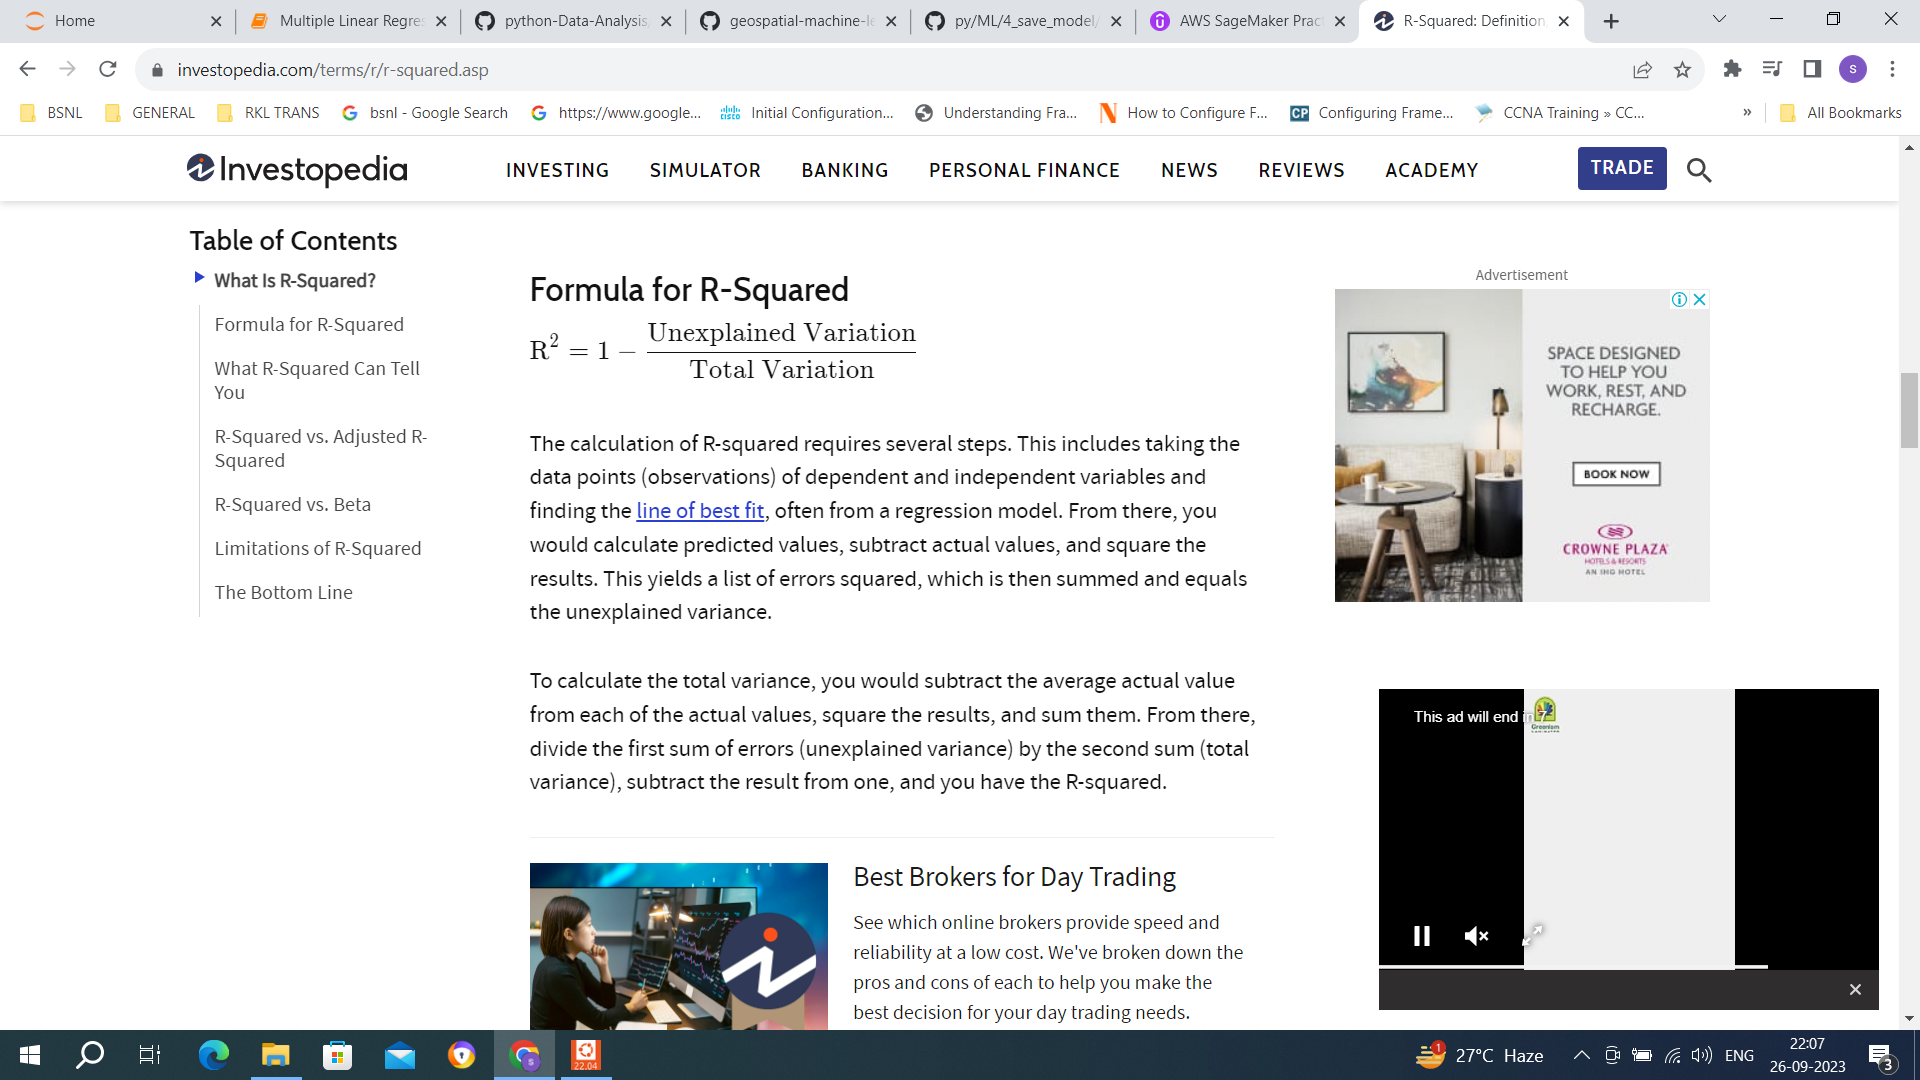 Home
Multiple Linear Regres
python-Data-Analysis,
geospatial-machine-le
py/ML/4_save_model/
AWS SageMaker Pract
R-Squared: Definition,
investopedia.com/terms/r/r-squared.asp
s
BSNL
GENERAL
RKL TRANS
bsnl - Google Search
https://www.google...
Initial Configuration...
Understanding Fra...
How to Configure F...
CP
Configuring Frame...
CCNA Training » CC...
»
All Bookmarks
Investopedia
INVESTING
SIMULATOR
BANKING
PERSONAL FINANCE
NEWS
REVIEWS
ACADEMY
TRADE
Table of Contents
What Is R-Squared?
Formula for R-Squared
What R-Squared Can Tell
You
R-Squared vs. Adjusted R-
Squared
R-Squared vs. Beta
Limitations of R-Squared
The Bottom Line
Formula for R-Squared
R² = 1 − Unexplained Variation / Total Variation
The calculation of R-squared requires several steps. This includes taking the
data points (observations) of dependent and independent variables and
finding the line of best fit, often from a regression model. From there, you
would calculate predicted values, subtract actual values, and square the
results. This yields a list of errors squared, which is then summed and equals
the unexplained variance.
To calculate the total variance, you would subtract the average actual value
from each of the actual values, square the results, and sum them. From there,
divide the first sum of errors (unexplained variance) by the second sum (total
variance), subtract the result from one, and you have the R-squared.
Best Brokers for Day Trading
See which online brokers provide speed and
reliability at a low cost. We've broken down the
pros and cons of each to help you make the
best decision for your day trading needs.
Advertisement
SPACE DESIGNED
TO HELP YOU
WORK, REST, AND
RECHARGE.
BOOK NOW
CROWNE PLAZA
HOTELS & RESORTS
AN IHG HOTEL
This ad will end in
Greenlam
22.04
1
27°C Haze
ENG
22:07
26-09-2023
3